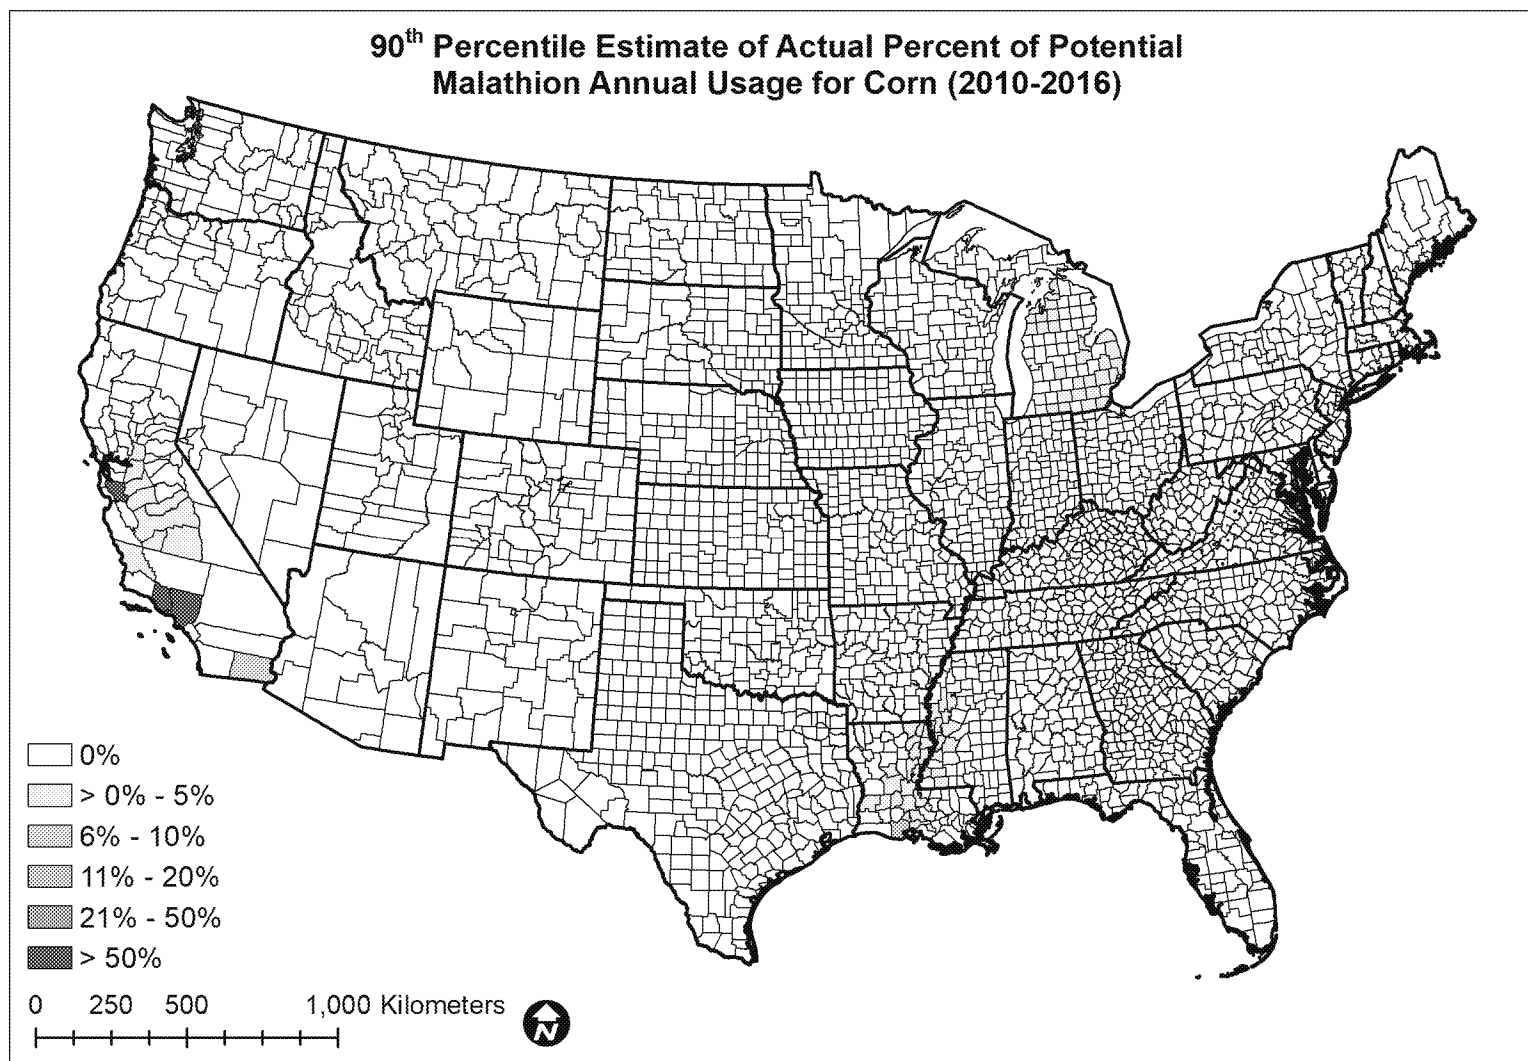 90th Percentile Estimate of Actual Percent of Potential
Malathion Annual Usage for Corn (2010-2016)
0%
> 0% - 5%
6% - 10%
11% - 20%
21% - 50%
> 50%
0 250 500 1,000 Kilometers
N